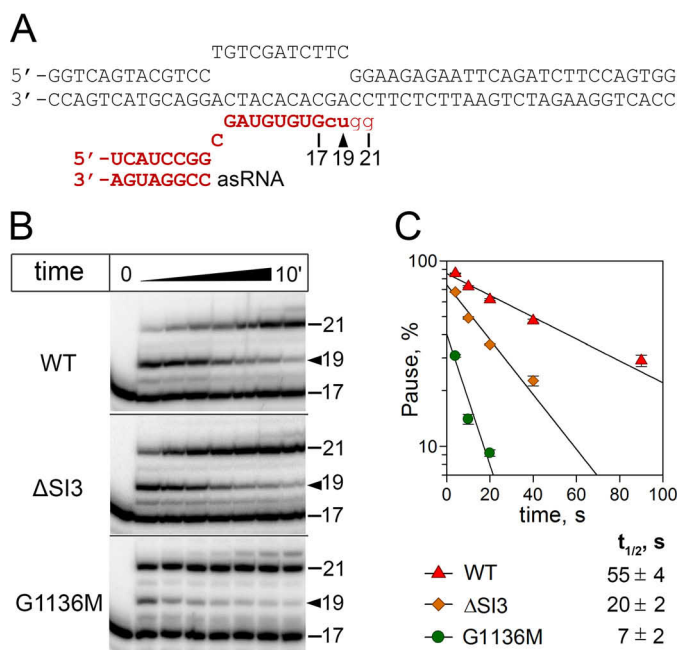 A
TGTCGATCTTC
5'-GGTCAGTACGTCC GGAAGAGAATTCAGATCTTCCAGTGG
3'-CCAGTCATGCAGGACTACACACGACCTTCTCTTAAGTCTAGAAGGTCACC
GAUGUGUGcugg
C
17 19 21
5'-UCAUCCGG
3'-AGUAGGCC asRNA
B
time 0 10'
WT
21
19
17
ΔSI3
21
19
17
G1136M
21
19
17
C
Pause, %
100
10
0 20 40 60 80 100
time, s
t1/2, s
WT 55 ± 4
ΔSI3 20 ± 2
G1136M 7 ± 2